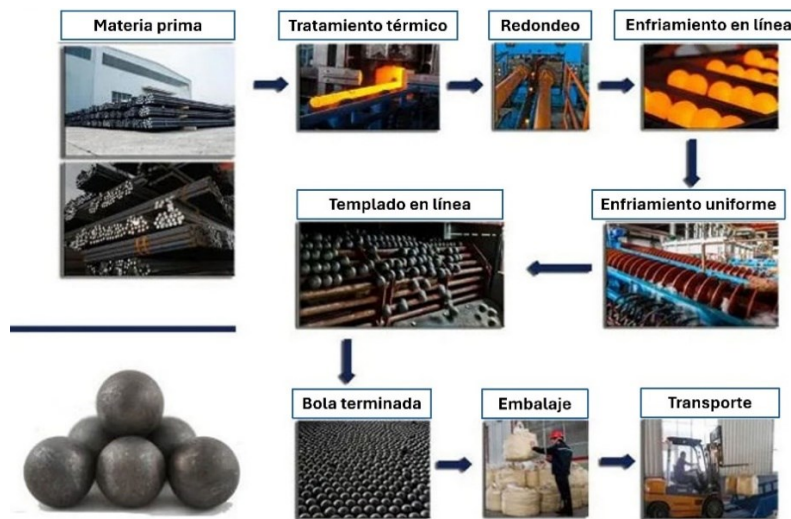 Materia prima
Tratamiento térmico
Redondeo
Enfriamiento en línea
Templado en línea
Enfriamiento uniforme
Bola terminada
Embalaje
Transporte